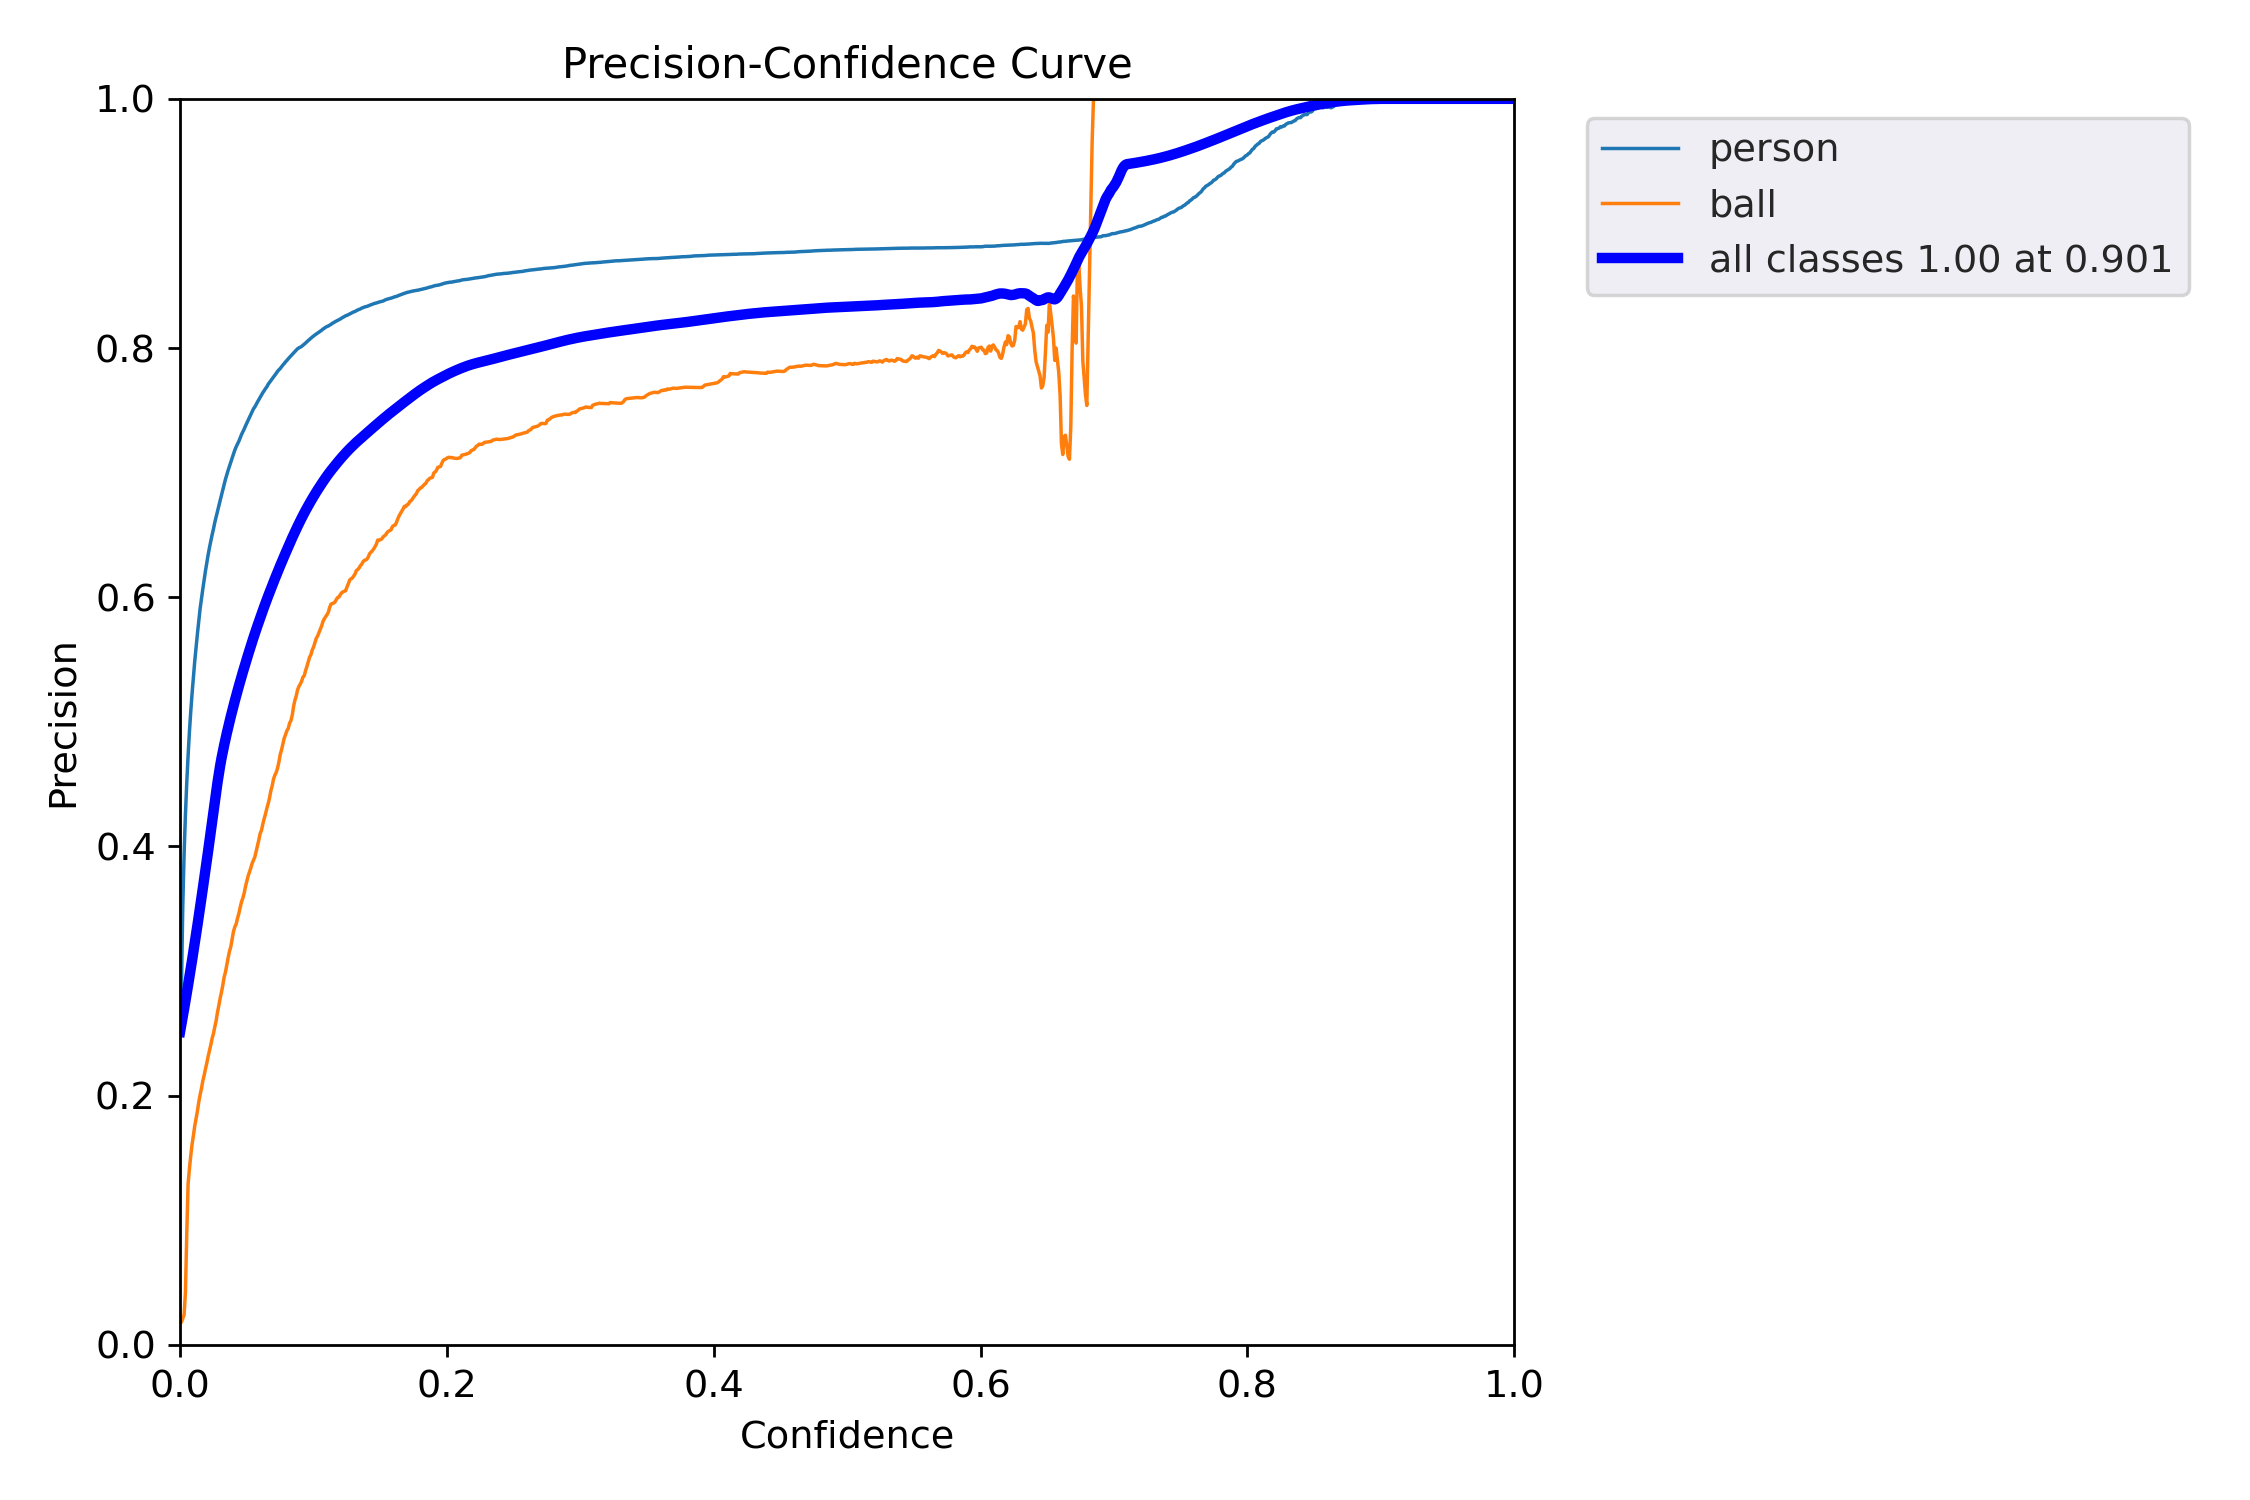 Precision-Confidence Curve
1.0
0.8
0.6
0.4
0.2
0.0
Precision
0.0 0.2 0.4 0.6 0.8 1.0
Confidence
person
ball
all classes 1.00 at 0.901